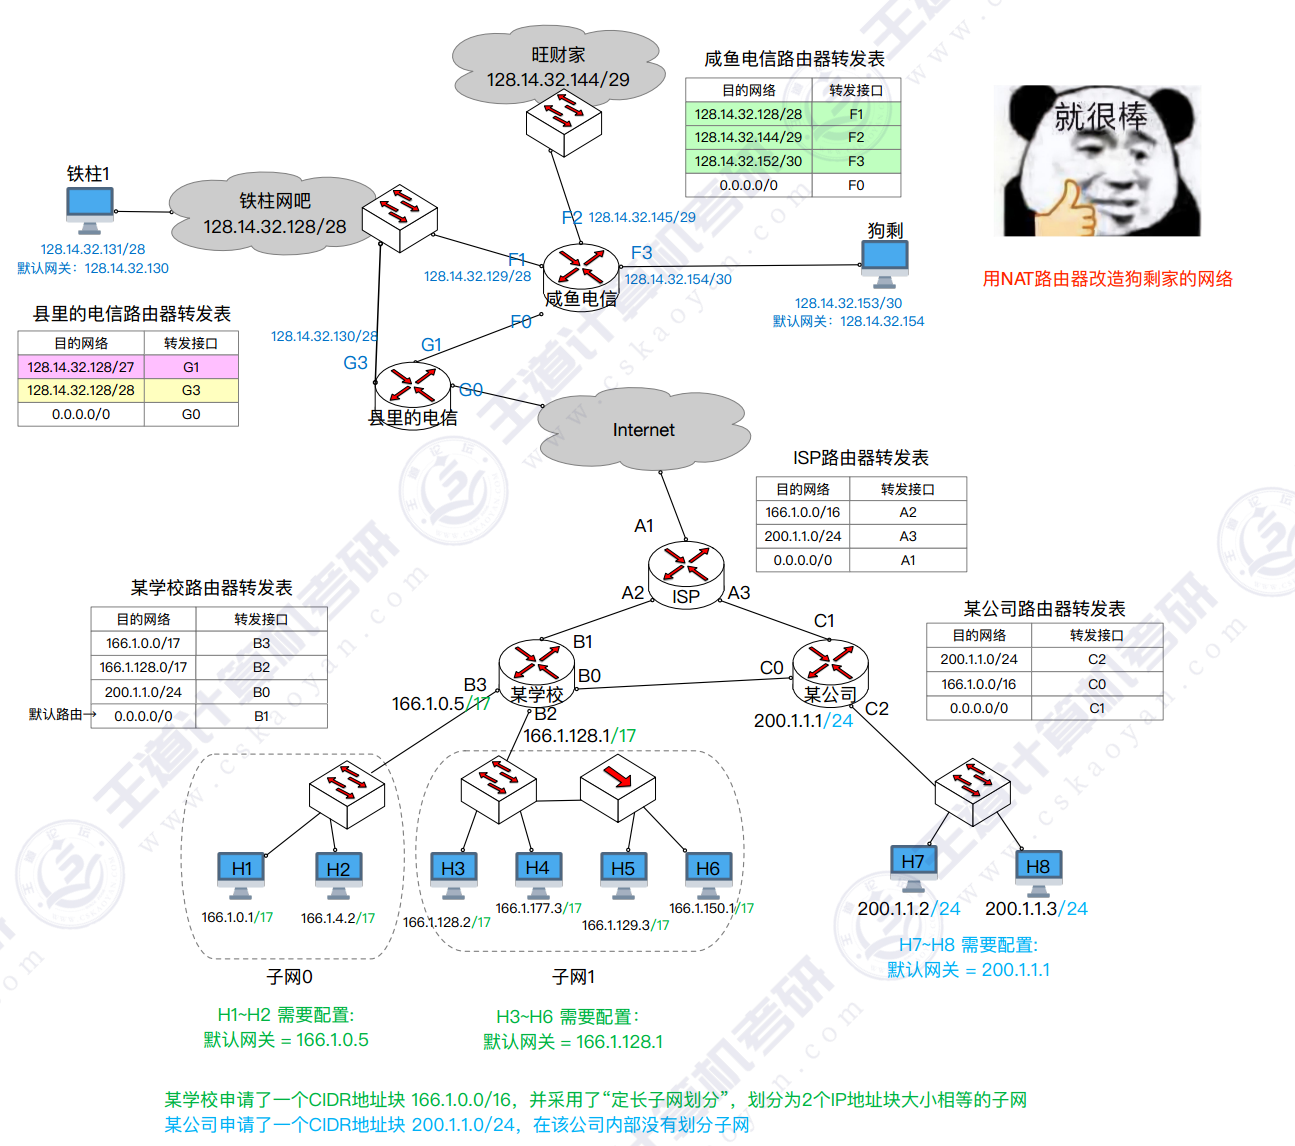 旺财家
128.14.32.144/29
咸鱼电信路由器转发表
目的网络 转发接口
128.14.32.128/28 F1
128.14.32.144/29 F2
128.14.32.152/30 F3
0.0.0.0/0 F0
就很棒
用NAT路由器改造狗剩家的网络
铁柱1
128.14.32.131/28
默认网关：128.14.32.130
铁柱网吧
128.14.32.128/28
F2 128.14.32.145/29
F1
128.14.32.129/28
F3
128.14.32.154/30
咸鱼电信
F0
狗剩
128.14.32.153/30
默认网关：128.14.32.154
县里的电信路由器转发表
目的网络 转发接口
128.14.32.128/27 G1
128.14.32.128/28 G3
0.0.0.0/0 G0
128.14.32.130/28
G3
G1
G0
县里的电信
Internet
ISP路由器转发表
目的网络 转发接口
166.1.0.0/16 A2
200.1.1.0/24 A3
0.0.0.0/0 A1
A1
ISP
A2
A3
某学校路由器转发表
目的网络 转发接口
166.1.0.0/17 B3
166.1.128.0/17 B2
200.1.1.0/24 B0
默认路由→ 0.0.0.0/0 B1
B1
B0
B3
某学校
166.1.0.5/17
B2
166.1.128.1/17
C1
C0
某公司
C2
200.1.1.1/24
某公司路由器转发表
目的网络 转发接口
200.1.1.0/24 C2
166.1.0.0/16 C0
0.0.0.0/0 C1
H1
166.1.0.1/17
H2
166.1.4.2/17
子网0
H1~H2 需要配置:
默认网关 = 166.1.0.5
H3
166.1.128.2/17
H4
166.1.177.3/17
H5
166.1.129.3/17
H6
166.1.150.1/17
子网1
H3~H6 需要配置：
默认网关 = 166.1.128.1
H7
200.1.1.2/24
H8
200.1.1.3/24
H7~H8 需要配置:
默认网关 = 200.1.1.1
某学校申请了一个CIDR地址块 166.1.0.0/16，并采用了“定长子网划分”，划分为2个IP地址块大小相等的子网
某公司申请了一个CIDR地址块 200.1.1.0/24，在该公司内部没有划分子网
王道计算机考研
www.cskaoyan.com